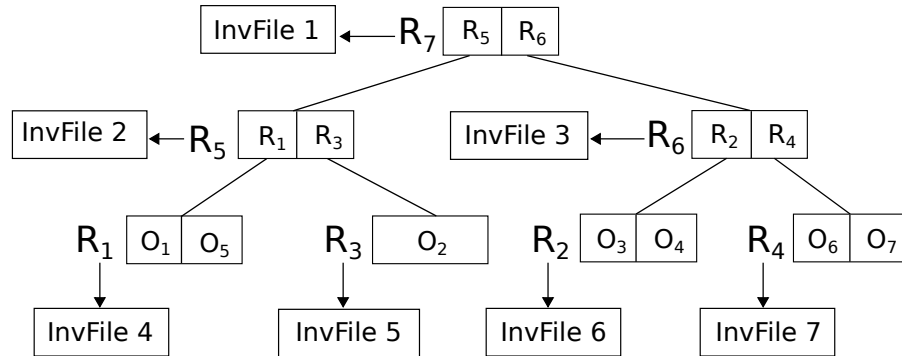 InvFile 1 R₇ R₅ R₆
InvFile 2 R₅ R₁ R₃ InvFile 3 R₆ R₂ R₄
R₁ O₁ O₅ R₃ O₂ R₂ O₃ O₄ R₄ O₆ O₇
InvFile 4 InvFile 5 InvFile 6 InvFile 7